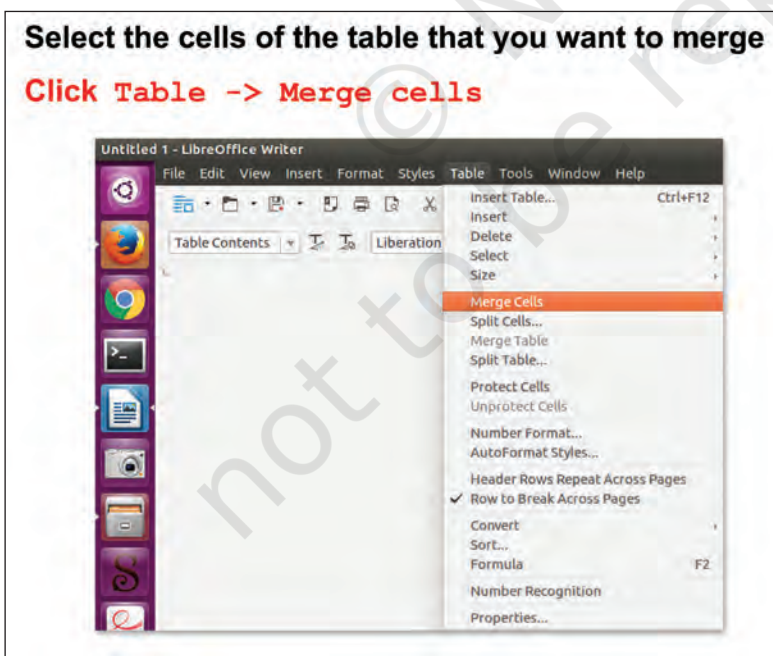 Select the cells of the table that you want to merge
Click Table -> Merge cells
Untitled 1 - LibreOffice Writer
File Edit View Insert Format Styles Table Tools Window Help
Table Contents
Liberation
Insert Table... Ctrl+F12
Insert
Delete
Select
Size
Merge Cells
Split Cells...
Merge Table
Split Table...
Protect Cells
Unprotect Cells
Number Format...
AutoFormat Styles...
Header Rows Repeat Across Pages
Row to Break Across Pages
Convert
Sort...
Formula F2
Number Recognition
Properties...
not to be re